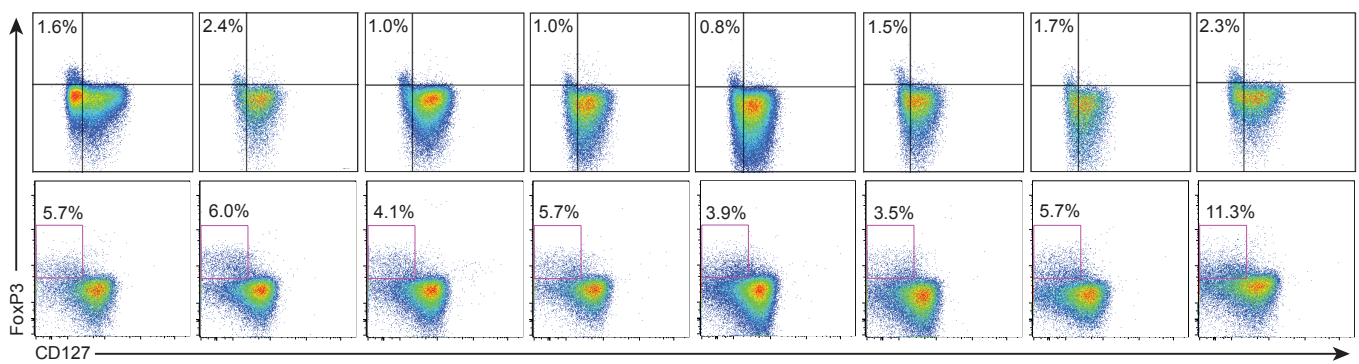 1.6% 2.4% 1.0% 1.0% 0.8% 1.5% 1.7% 2.3%
5.7% 6.0% 4.1% 5.7% 3.9% 3.5% 5.7% 11.3%
FoxP3
CD127